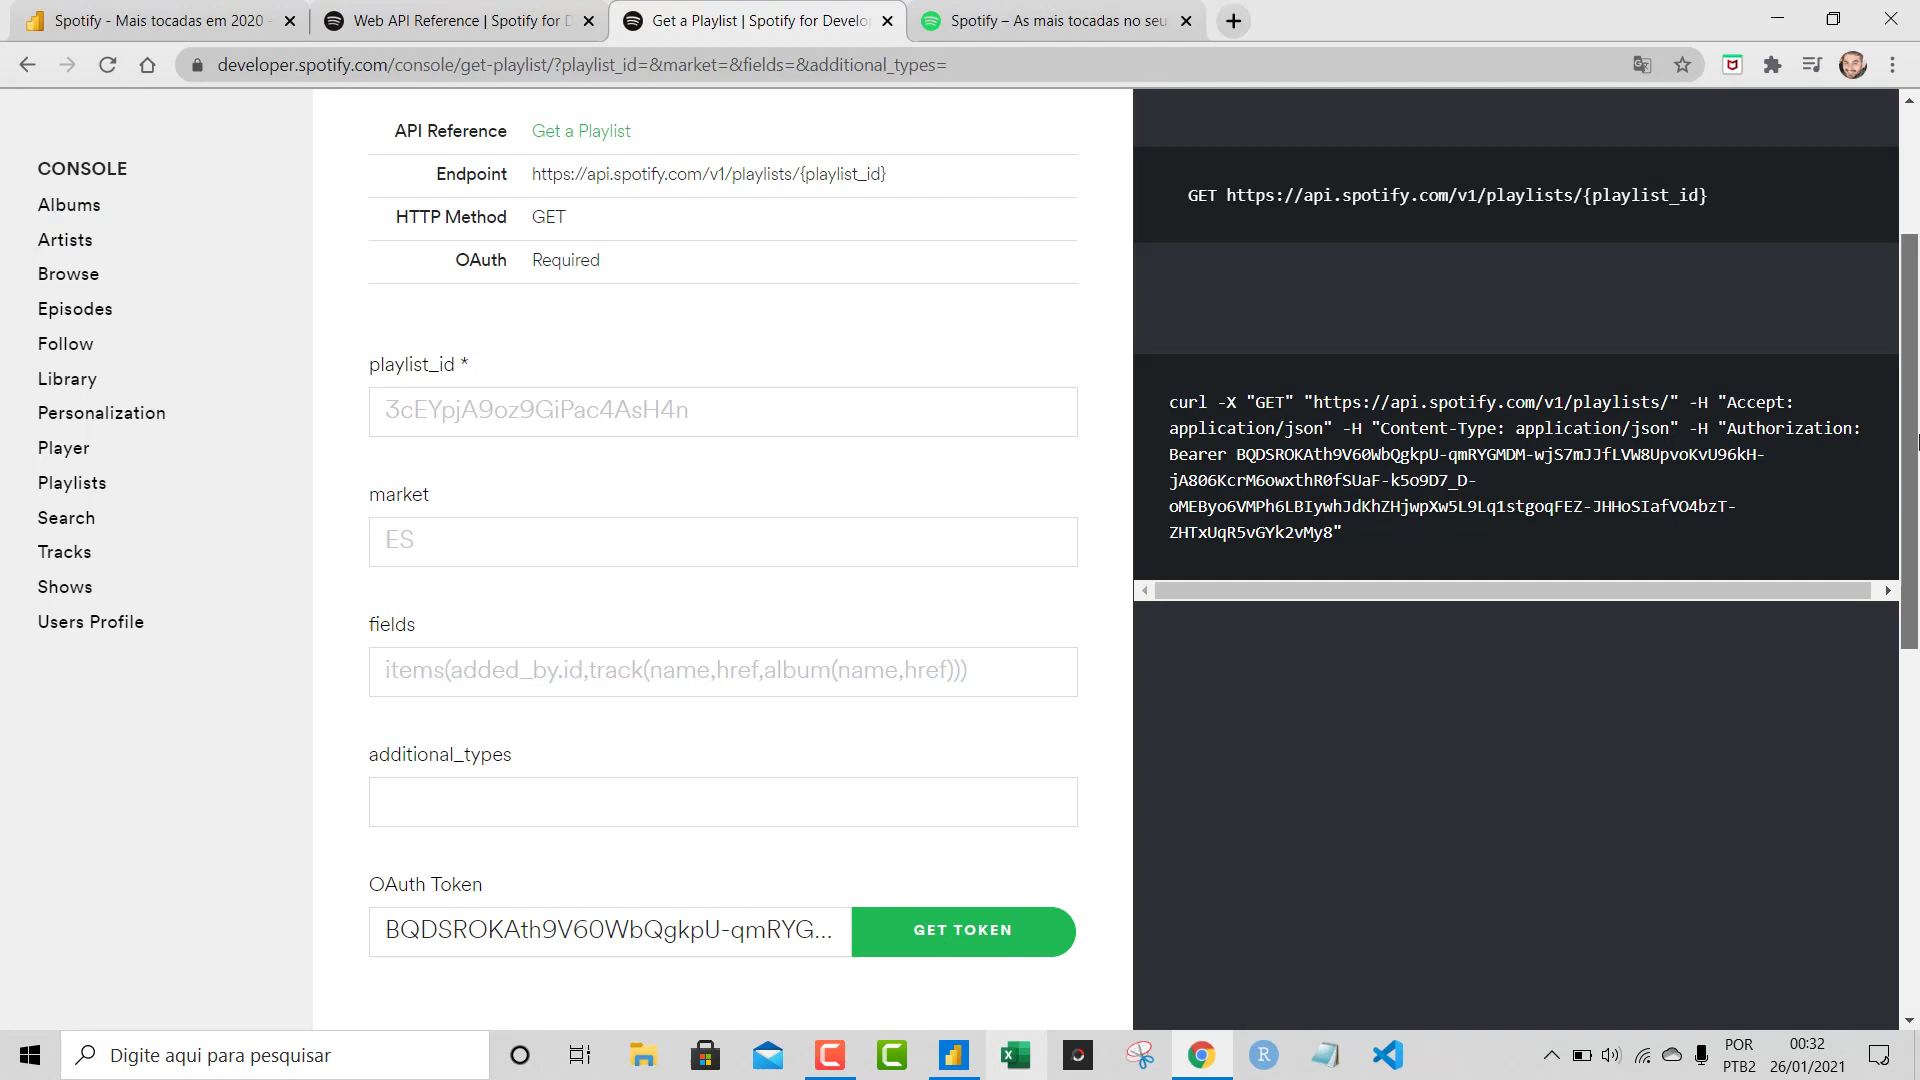 Spotify - Mais tocadas em 2020 -
Web API Reference | Spotify for D
Get a Playlist | Spotify for Develo
Spotify – As mais tocadas no seu
developer.spotify.com/console/get-playlist/?playlist_id=&market=&fields=&additional_types=
CONSOLE
Albums
Artists
Browse
Episodes
Follow
Library
Personalization
Player
Playlists
Search
Tracks
Shows
Users Profile
API Reference Get a Playlist
Endpoint https://api.spotify.com/v1/playlists/{playlist_id}
HTTP Method GET
OAuth Required
playlist_id *
3cEYpjA9oz9GiPac4AsH4n
market
ES
fields
items(added_by.id,track(name,href,album(name,href)))
additional_types
OAuth Token
BQDSROKAth9V60WbQgkpU-qmRYG...
GET TOKEN
GET https://api.spotify.com/v1/playlists/{playlist_id}
curl -X "GET" "https://api.spotify.com/v1/playlists/" -H "Accept:
application/json" -H "Content-Type: application/json" -H "Authorization:
Bearer BQDSROKAth9V60WbQgkpU-qmRYGMDM-wjS7mJJfLVW8UpvoKvU96kH-
jA806KcrM6owxthR0fSUaF-k5o9D7_D-
oMEByo6VMPh6LBIywhJdKhZHjwpXw5L9Lq1stgoqFEZ-JHHoSIafVO4bzT-
ZHTxUqR5vGYk2vMy8"
Digite aqui para pesquisar
POR
PTB2
00:32
26/01/2021